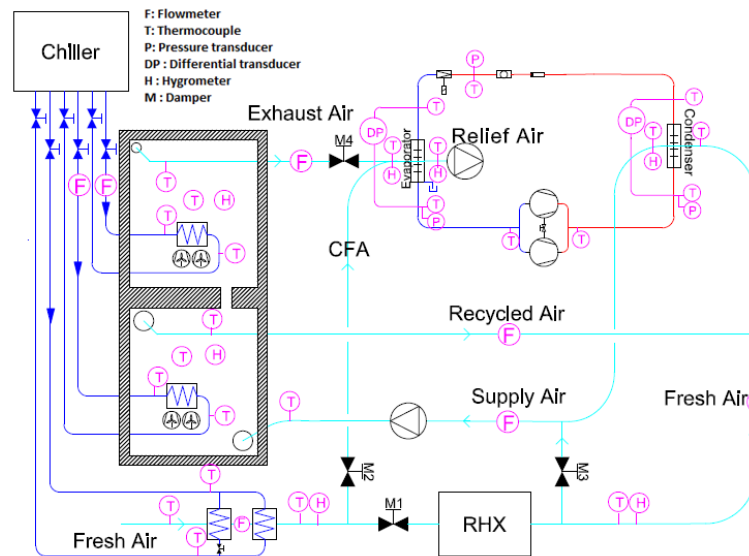 F: Flowmeter
T: Thermocouple
P: Pressure transducer
DP : Differential transducer
H : Hygrometer
M : Damper
Chiller
Exhaust Air
M4
F
T
T
H
T
T
F
F
DP
T
T
H
Evaporator
T
H
T
P
Relief Air
P
T
T
T
DP
T
H
Condenser
T
T
P
T
T
CFA
Recycled Air
F
T
T
H
T
T
T
Supply Air
F
Fresh Air
M2
M3
T
T
F
T
Fresh Air
T
H
M1
RHX
T
H